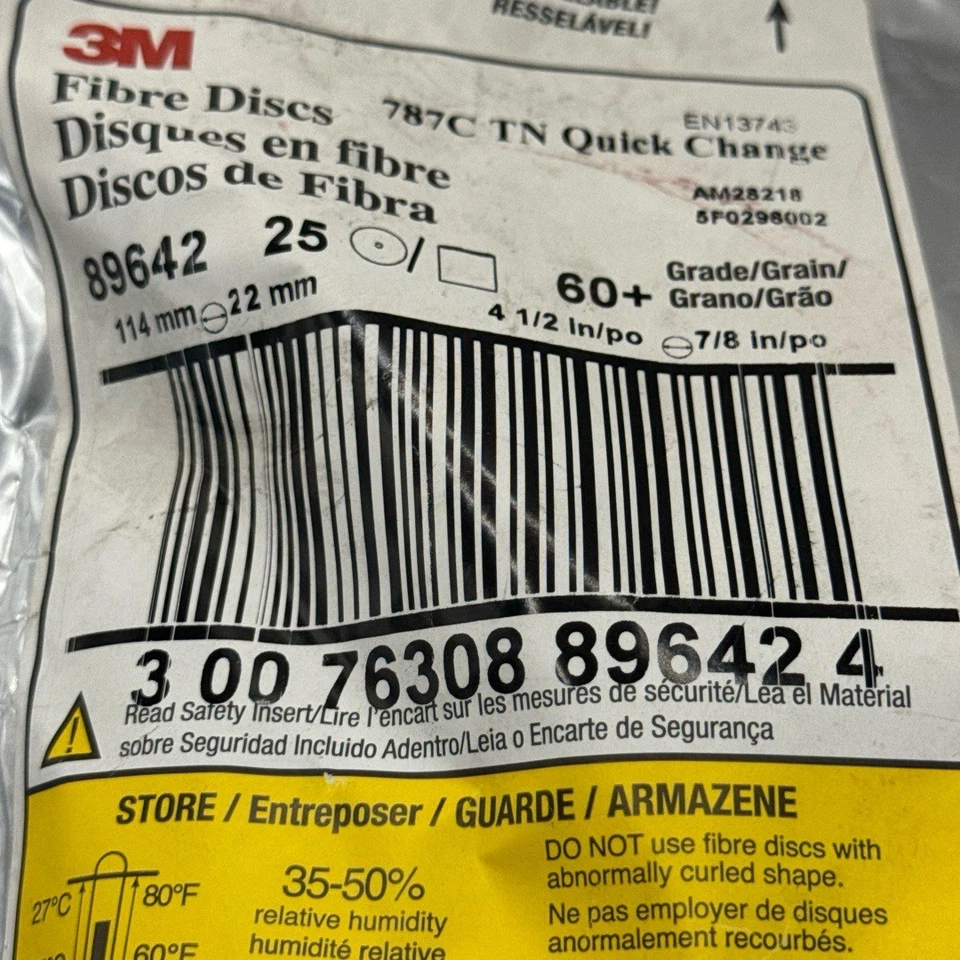 RESSELÁVEL!
3M
Fibre Discs 787C TN Quick Change
EN13743
Disques en fibre
Discos de Fibra
AM28218
5F0298002
89642 25 / 60+ Grade/Grain/
Grano/Grão
114 mm 22 mm 4 1/2 in/po 7/8 in/po
3 00 76308 89642 4
Read Safety Insert/Lire l'encart sur les mesures de sécurité/Lea el Material
sobre Seguridad Incluido Adentro/Leia o Encarte de Segurança
STORE / Entreposer / GUARDE / ARMAZENE
27°C 80°F
60°F
35-50%
relative humidity
humidité relative
DO NOT use fibre discs with
abnormally curled shape.
Ne pas employer de disques
anormalement recourbés.